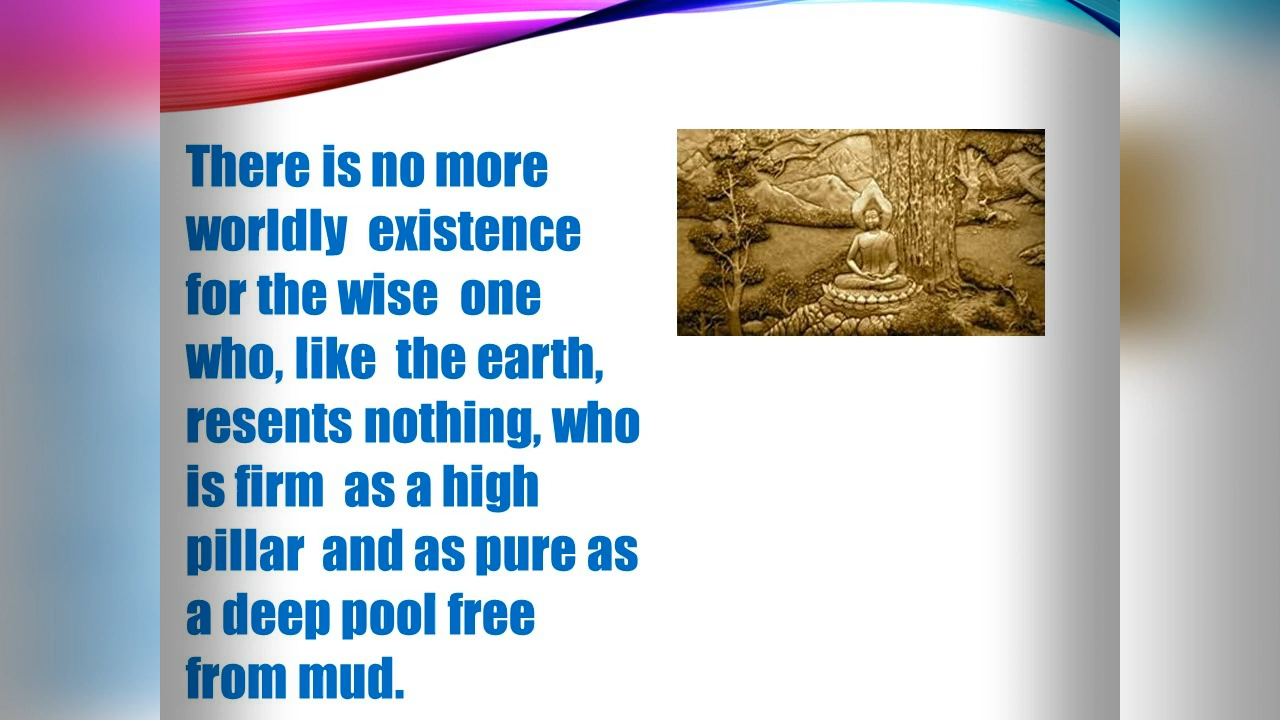 There is no more
worldly existence
for the wise one
who, like the earth,
resents nothing, who
is firm as a high
pillar and as pure as
a deep pool free
from mud.